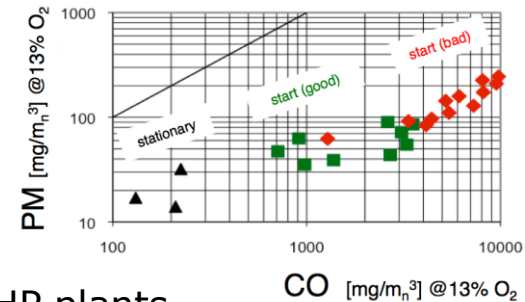 1000
100
10
PM [mg/mn³] @13% O2
stationary
start (good)
start (bad)
100
1000
10000
CO [mg/mn³] @13% O2
HP plants